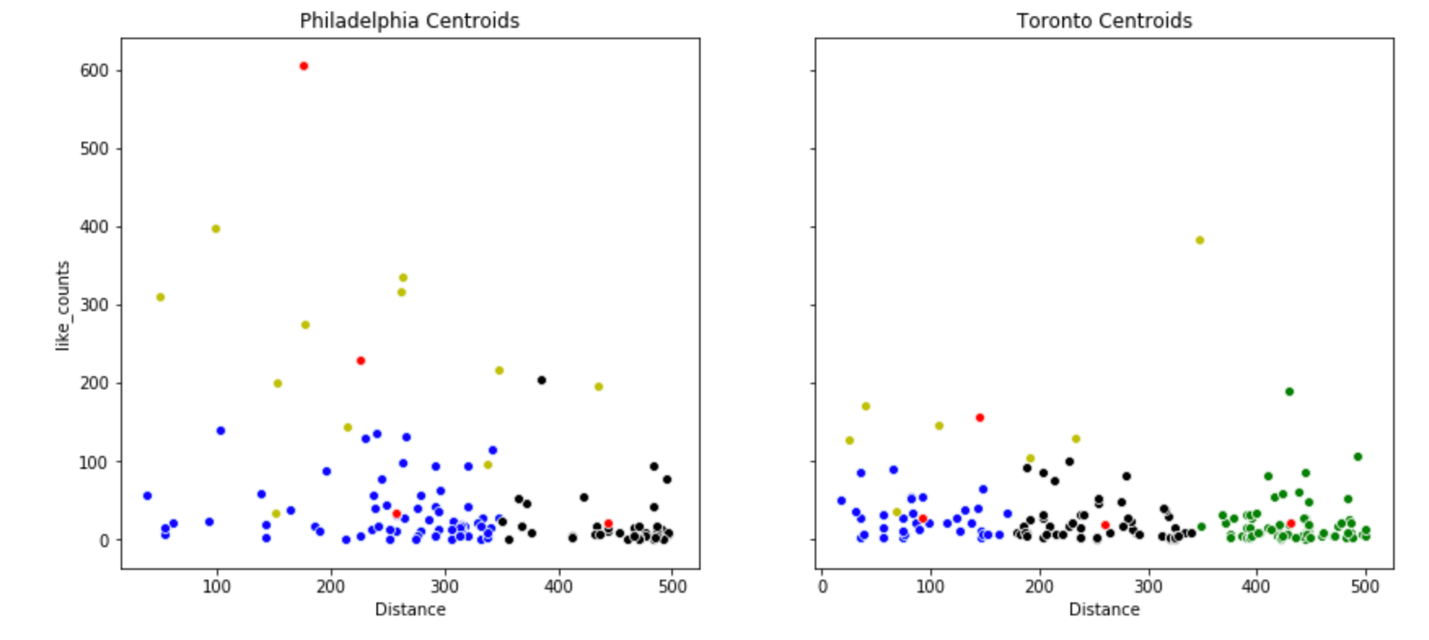 Philadelphia Centroids
600
500
400
300
200
100
0
like_counts
100 200 300 400 500
Distance
Toronto Centroids
0 100 200 300 400 500
Distance